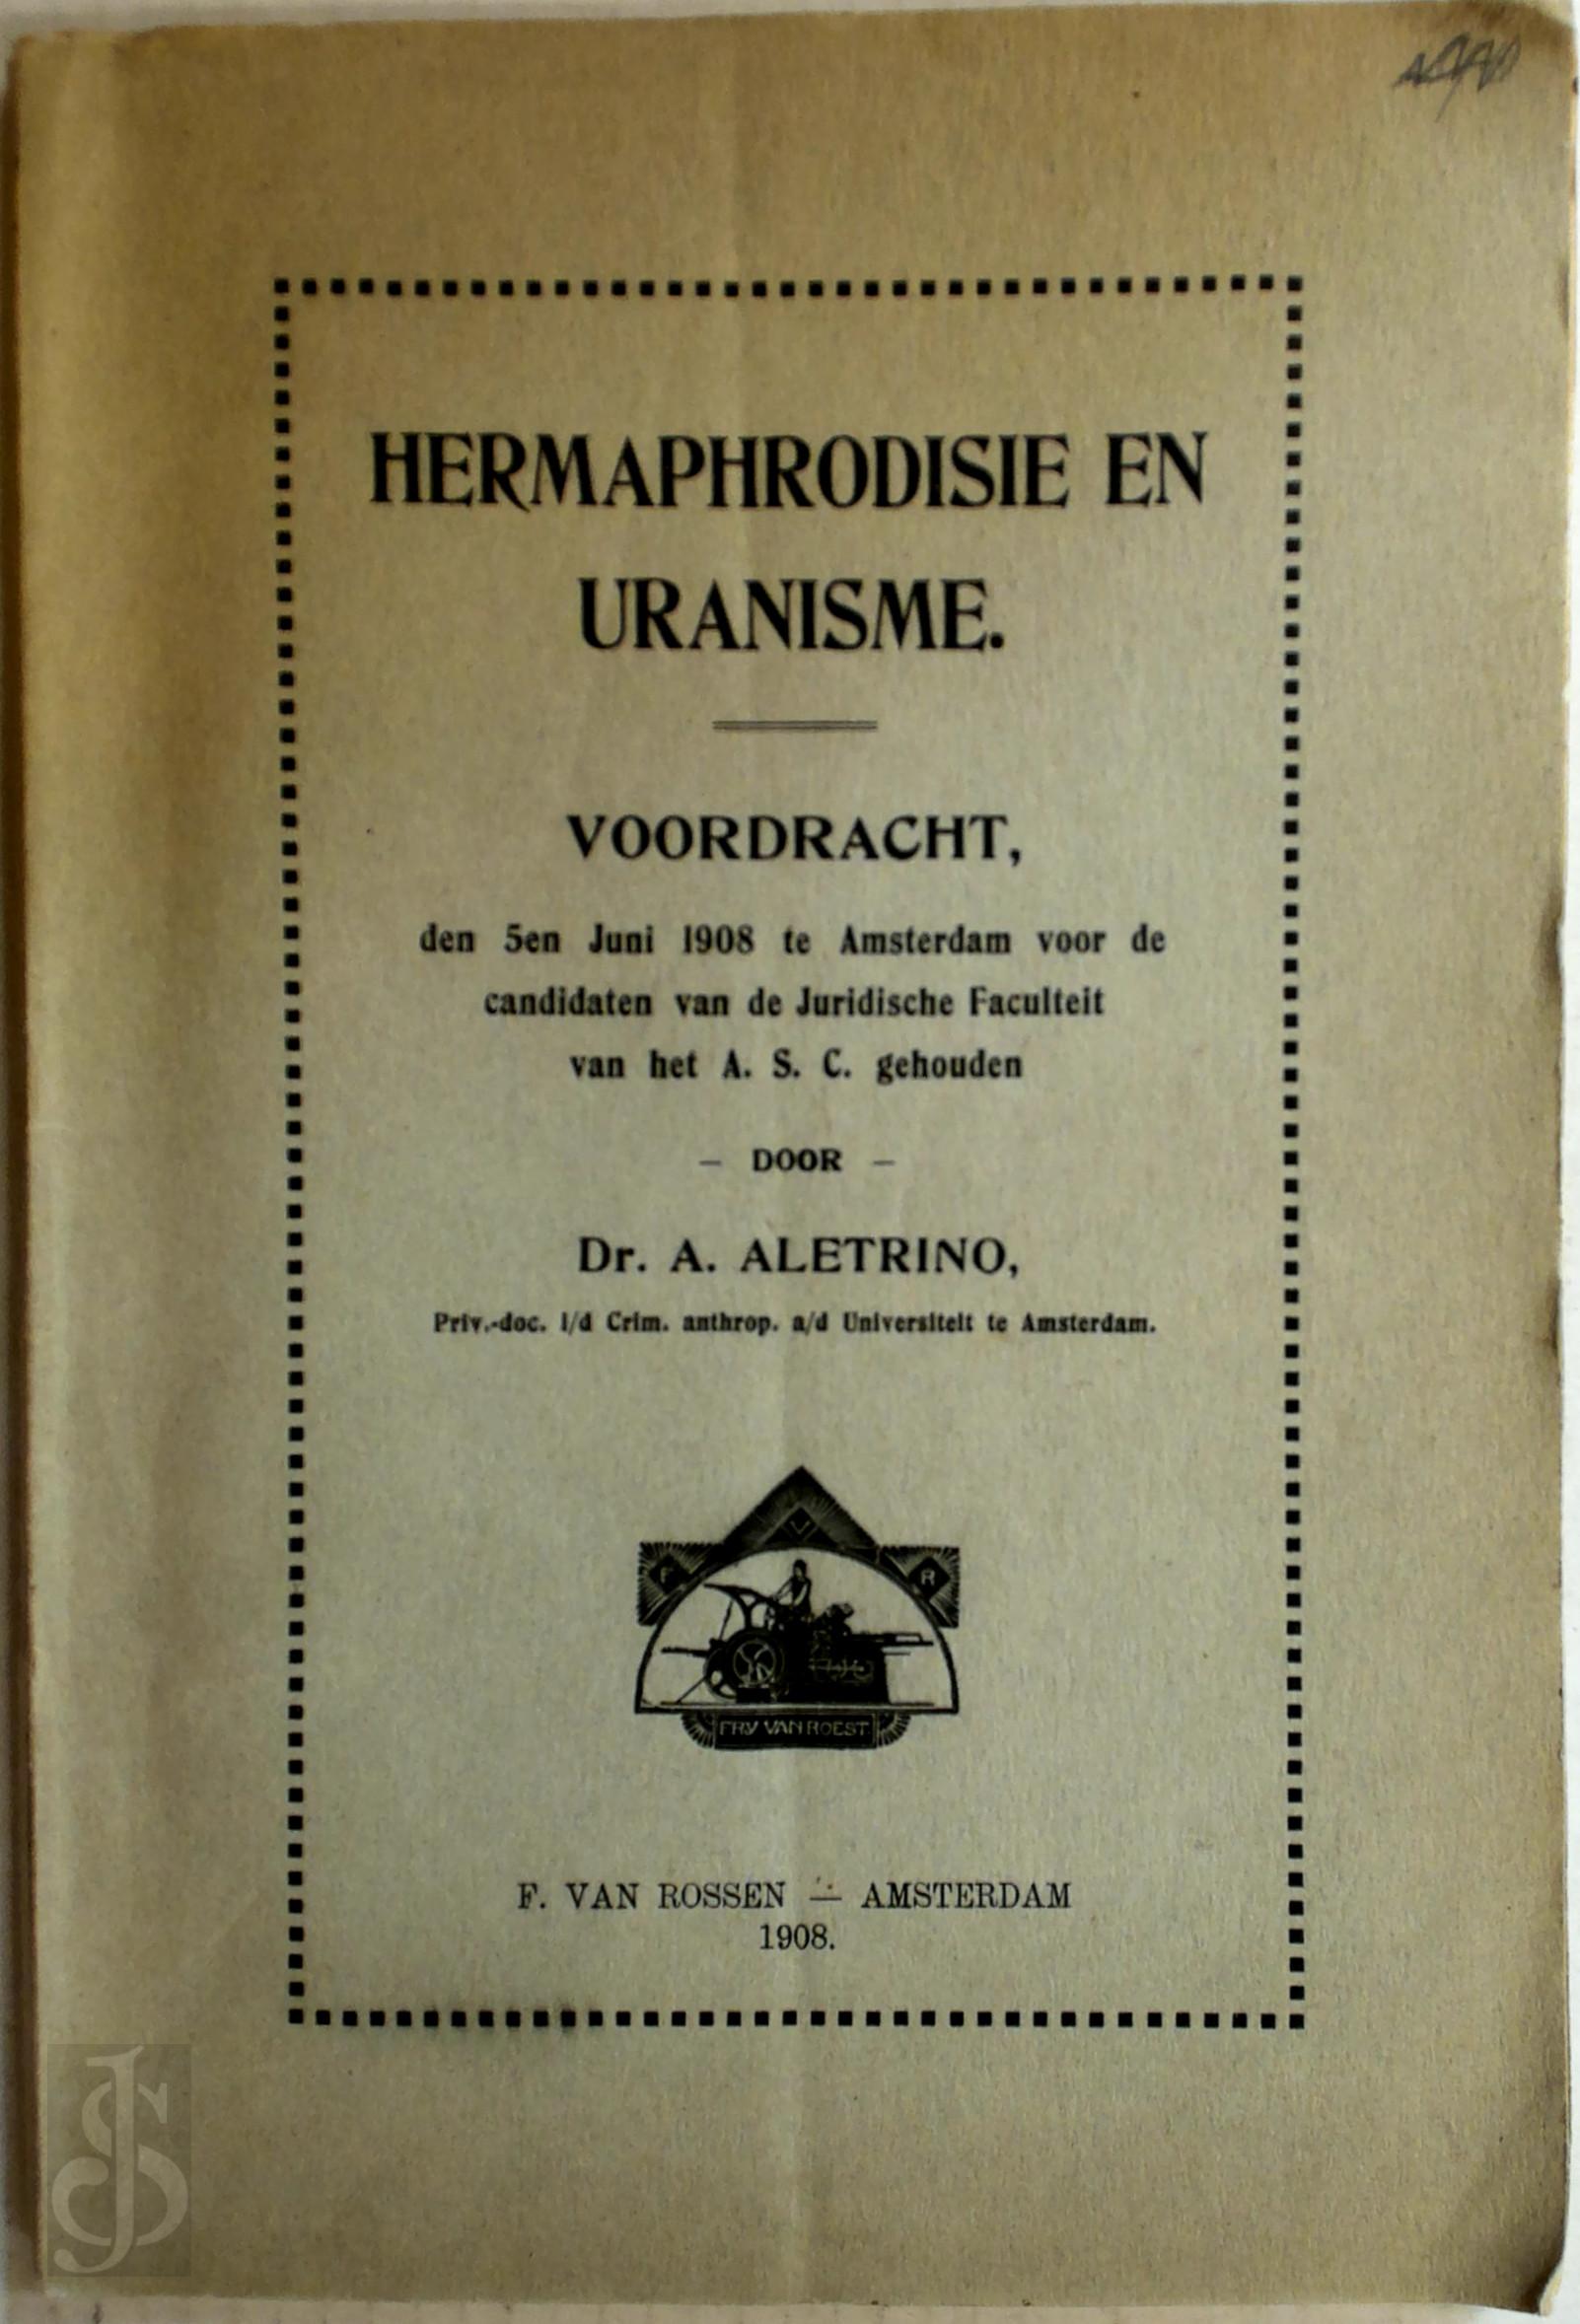 HERMAPHRODISIE EN
URANISME.
VOORDRACHT,
den 5en Juni 1908 te Amsterdam voor de
candidaten van de Juridische Faculteit
van het A. S. C. gehouden
– DOOR –
Dr. A. ALETRINO,
Priv.-doc. i/d Crim. anthrop. a/d Universiteit te Amsterdam.
V
F R
VAN ROEST
F. VAN ROSSEN — AMSTERDAM
1908.
JS